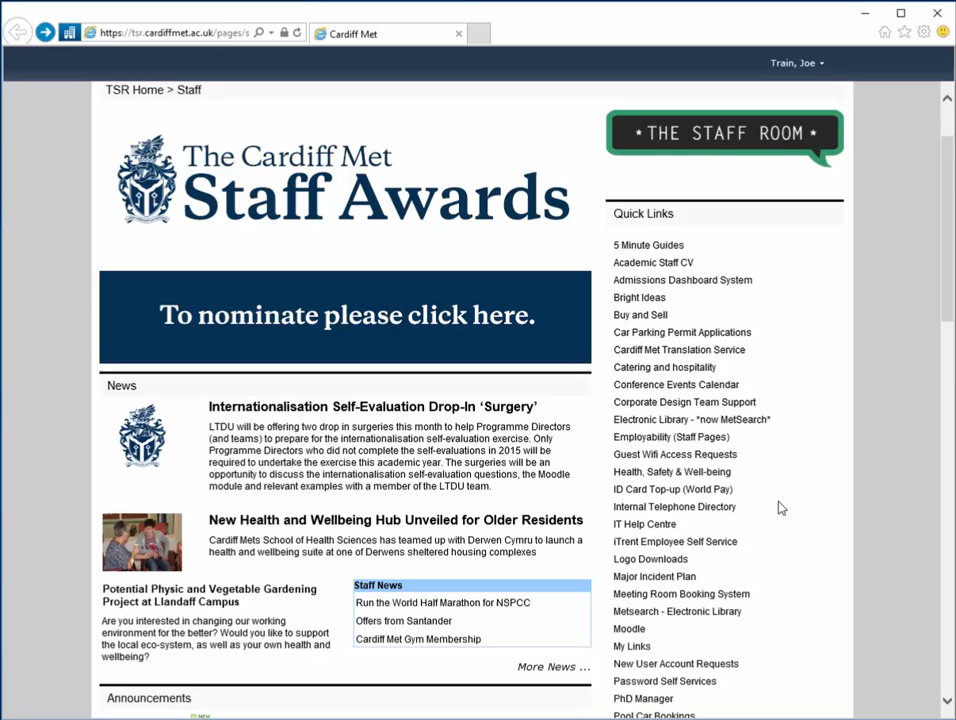 https://tsr.cardiffmet.ac.uk/pages/s
Cardiff Met
Train, Joe
TSR Home > Staff
The Cardiff Met
Staff Awards
To nominate please click here.
News
Internationalisation Self-Evaluation Drop-In ‘Surgery’
LTDU will be offering two drop in surgeries this month to help Programme Directors
(and teams) to prepare for the internationalisation self-evaluation exercise. Only
Programme Directors who did not complete the self-evaluations in 2015 will be
required to undertake the exercise this academic year. The surgeries will be an
opportunity to discuss the internationalisation self-evaluation questions, the Moodle
module and relevant examples with a member of the LTDU team.
New Health and Wellbeing Hub Unveiled for Older Residents
Cardiff Mets School of Health Sciences has teamed up with Derwen Cymru to launch a
health and wellbeing suite at one of Derwens sheltered housing complexes
Potential Physic and Vegetable Gardening
Project at Llandaff Campus
Are you interested in changing our working
environment for the better? Would you like to support
the local eco-system, as well as your own health and
wellbeing?
Staff News
Run the World Half Marathon for NSPCC
Offers from Santander
Cardiff Met Gym Membership
More News ...
Announcements
NEW
* THE STAFF ROOM *
Quick Links
5 Minute Guides
Academic Staff CV
Admissions Dashboard System
Bright Ideas
Buy and Sell
Car Parking Permit Applications
Cardiff Met Translation Service
Catering and hospitality
Conference Events Calendar
Corporate Design Team Support
Electronic Library - *now MetSearch*
Employability (Staff Pages)
Guest Wifi Access Requests
Health, Safety & Well-being
ID Card Top-up (World Pay)
Internal Telephone Directory
IT Help Centre
iTrent Employee Self Service
Logo Downloads
Major Incident Plan
Meeting Room Booking System
Metsearch - Electronic Library
Moodle
My Links
New User Account Requests
Password Self Services
PhD Manager
Pool Car Bookings